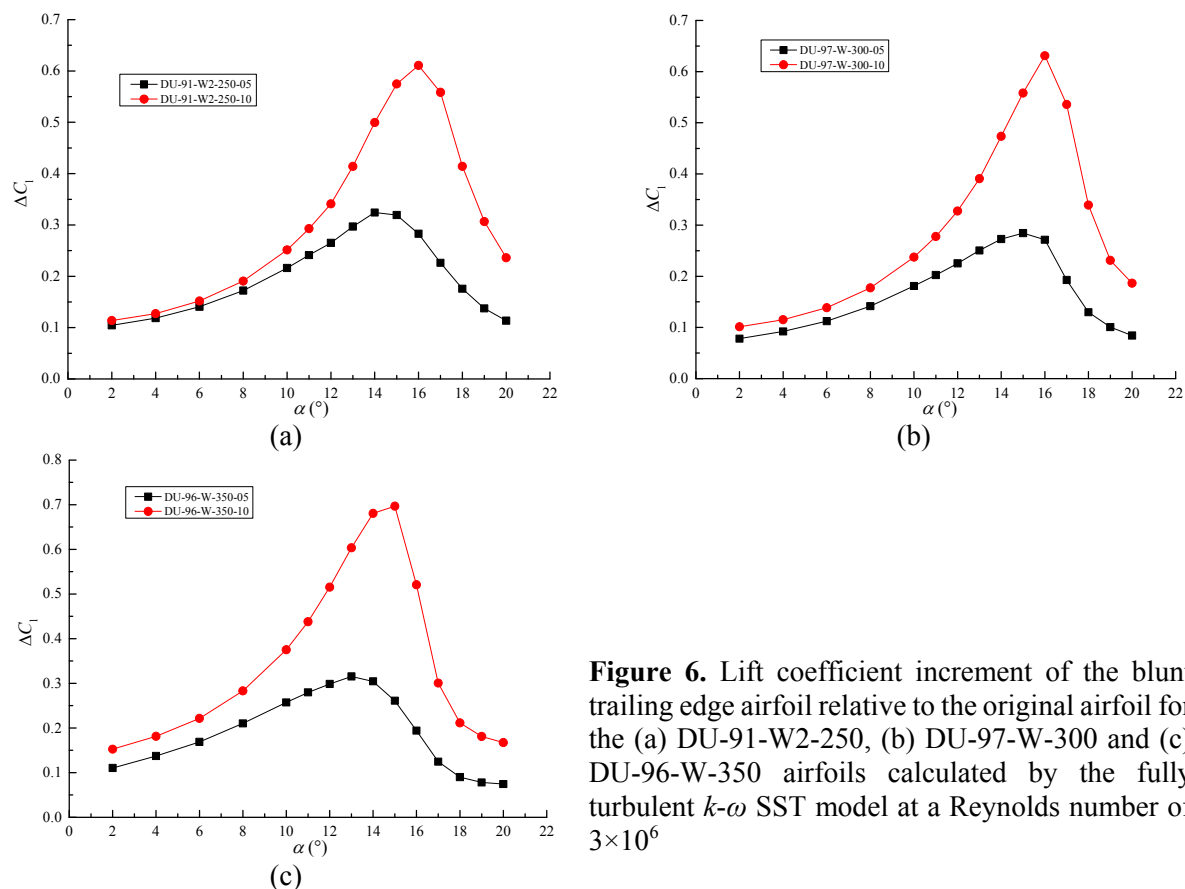 0.7
0.6
0.5
0.4
0.3
0.2
0.1
0.0
ΔCl
DU-91-W2-250-05
DU-91-W2-250-10
0 2 4 6 8 10 12 14 16 18 20 22
α (°)
(a)
0.7
0.6
0.5
0.4
0.3
0.2
0.1
0.0
ΔCl
DU-97-W-300-05
DU-97-W-300-10
0 2 4 6 8 10 12 14 16 18 20 22
α (°)
(b)
0.8
0.7
0.6
0.5
0.4
0.3
0.2
0.1
0.0
ΔCl
DU-96-W-350-05
DU-96-W-350-10
0 2 4 6 8 10 12 14 16 18 20 22
α (°)
(c)
Figure 6. Lift coefficient increment of the blunt
trailing edge airfoil relative to the original airfoil for
the (a) DU-91-W2-250, (b) DU-97-W-300 and (c)
DU-96-W-350 airfoils calculated by the fully
turbulent k-ω SST model at a Reynolds number of
3×10⁶